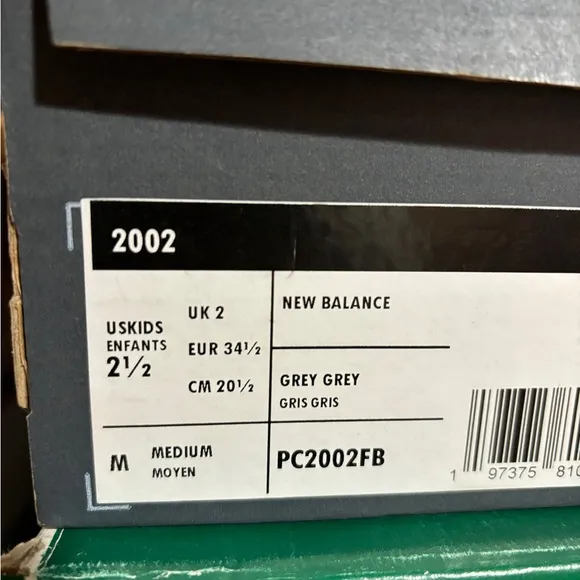 2002
USKIDS
ENFANTS
2½
UK 2
EUR 34½
CM 20½
NEW BALANCE
GREY GREY
GRIS GRIS
M
MEDIUM
MOYEN
PC2002FB
1 97375 810